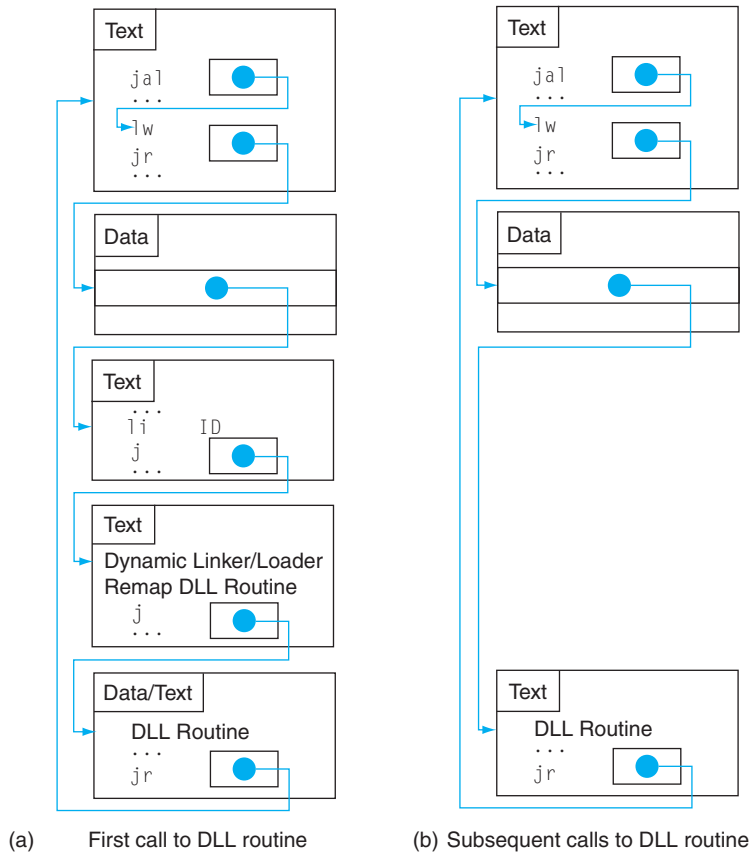 Text
jal
...
lw
jr
...
Data
Text
...
li ID
j
...
Text
Dynamic Linker/Loader
Remap DLL Routine
j
...
Data/Text
DLL Routine
...
jr
(a) First call to DLL routine
Text
jal
...
lw
jr
...
Data
Text
DLL Routine
...
jr
(b) Subsequent calls to DLL routine